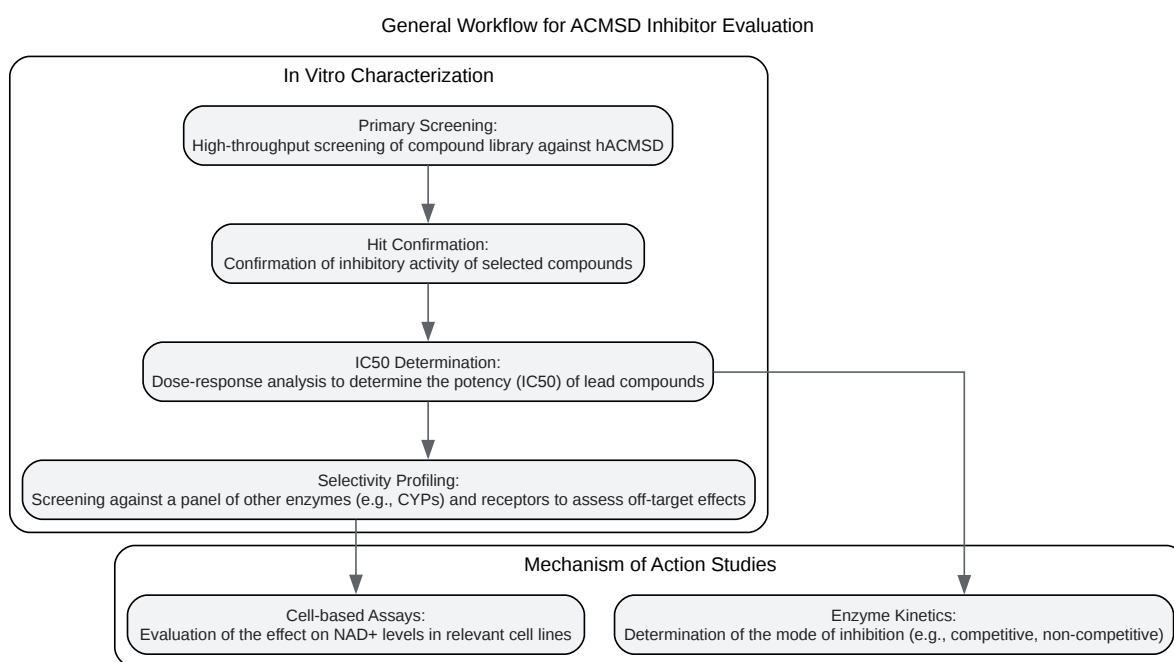 General Workflow for ACMSD Inhibitor Evaluation
In Vitro Characterization
Primary Screening:
High-throughput screening of compound library against hACMSD
Hit Confirmation:
Confirmation of inhibitory activity of selected compounds
IC50 Determination:
Dose-response analysis to determine the potency (IC50) of lead compounds
Selectivity Profiling:
Screening against a panel of other enzymes (e.g., CYPs) and receptors to assess off-target effects
Mechanism of Action Studies
Cell-based Assays:
Evaluation of the effect on NAD+ levels in relevant cell lines
Enzyme Kinetics:
Determination of the mode of inhibition (e.g., competitive, non-competitive)